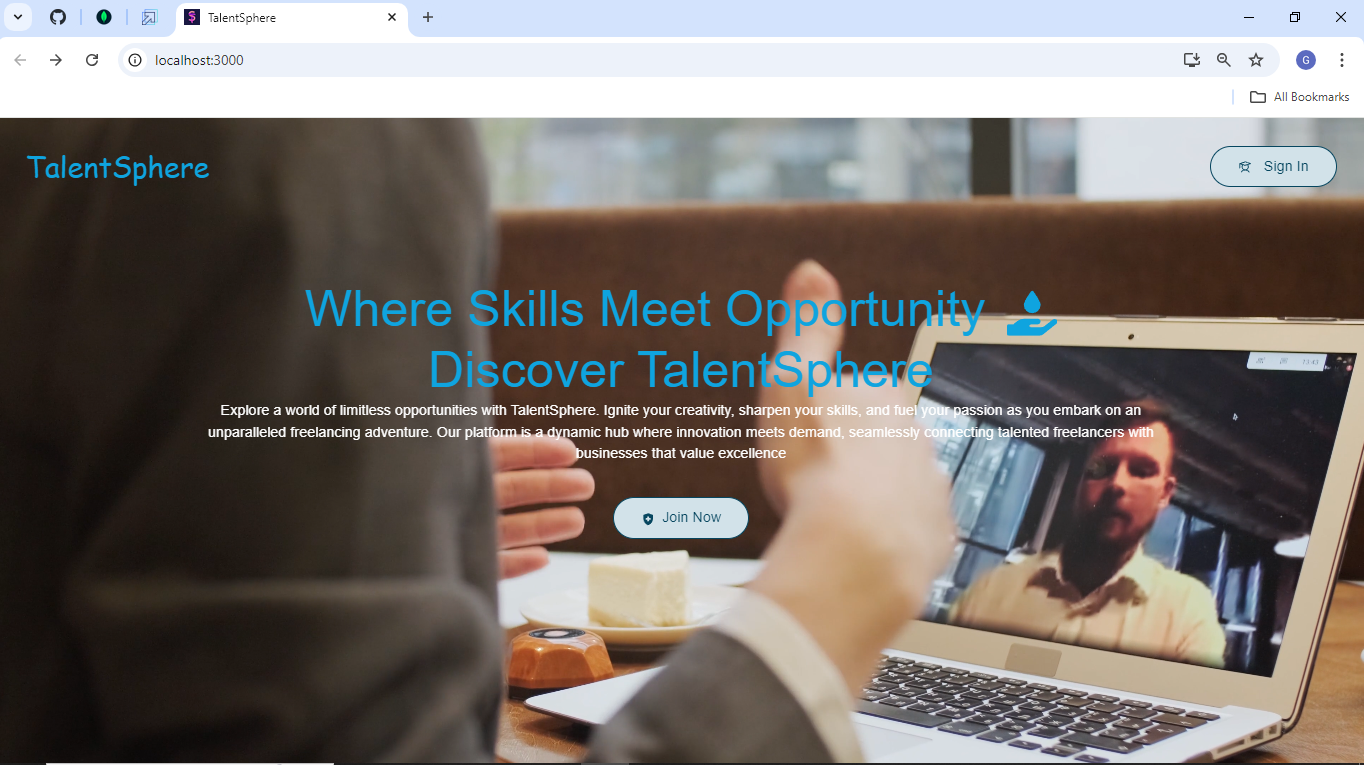 TalentSphere
localhost:3000
All Bookmarks
TalentSphere
Sign In
Where Skills Meet Opportunity
Discover TalentSphere
Explore a world of limitless opportunities with TalentSphere. Ignite your creativity, sharpen your skills, and fuel your passion as you embark on an
unparalleled freelancing adventure. Our platform is a dynamic hub where innovation meets demand, seamlessly connecting talented freelancers with
businesses that value excellence
Join Now
G